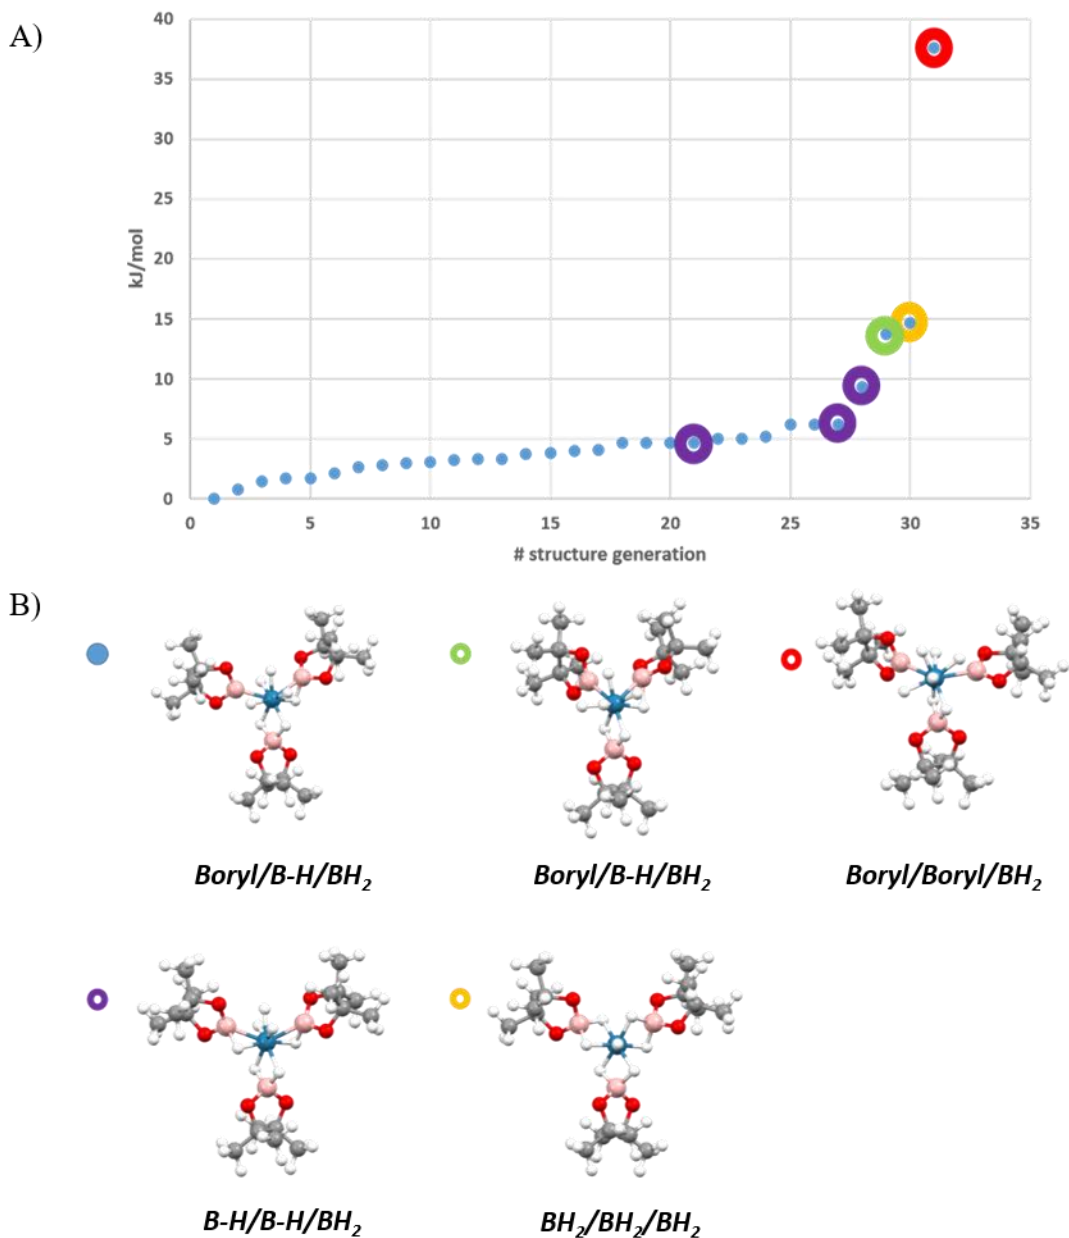 A)
40
35
30
25
20
15
10
5
0
kJ/mol
0 5 10 15 20 25 30 35
# structure generation
B)
Boryl/B-H/BH2 Boryl/B-H/BH2 Boryl/Boryl/BH2
B-H/B-H/BH2 BH2/BH2/BH2